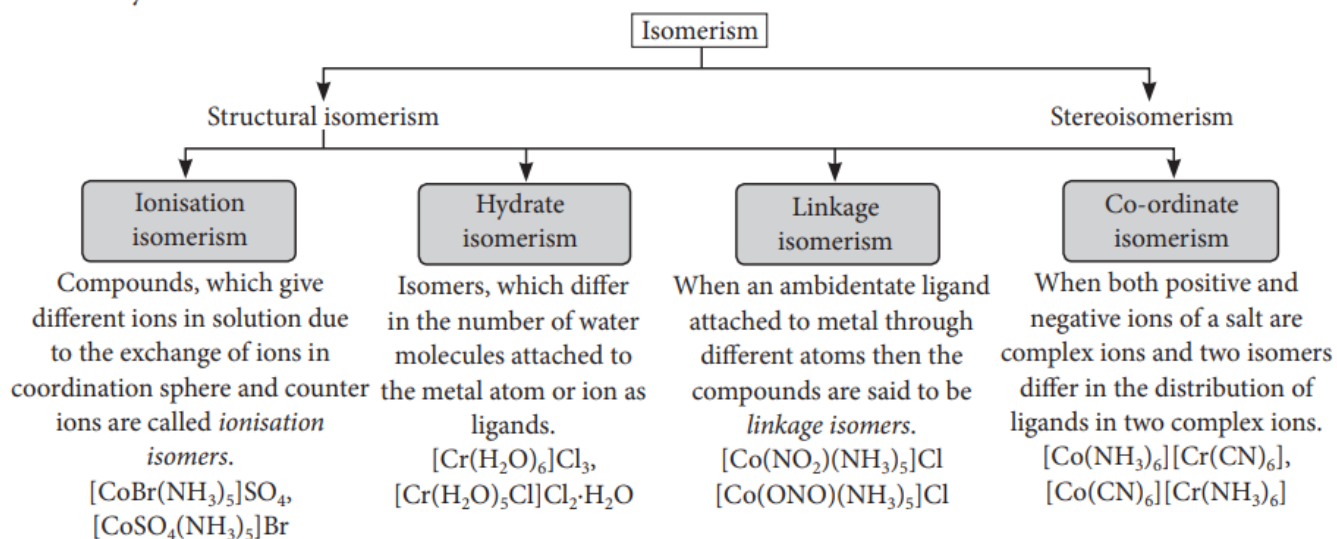 Isomerism
Structural isomerism
Stereoisomerism
Ionisation
isomerism
Compounds, which give
different ions in solution due
to the exchange of ions in
coordination sphere and counter
ions are called ionisation
isomers.
[CoBr(NH₃)₅]SO₄,
[CoSO₄(NH₃)₅]Br
Hydrate
isomerism
Isomers, which differ
in the number of water
molecules attached to
the metal atom or ion as
ligands.
[Cr(H₂O)₆]Cl₃,
[Cr(H₂O)₅Cl]Cl₂·H₂O
Linkage
isomerism
When an ambidentate ligand
attached to metal through
different atoms then the
compounds are said to be
linkage isomers.
[Co(NO₂)(NH₃)₅]Cl
[Co(ONO)(NH₃)₅]Cl
Co-ordinate
isomerism
When both positive and
negative ions of a salt are
complex ions and two isomers
differ in the distribution of
ligands in two complex ions.
[Co(NH₃)₆][Cr(CN)₆],
[Co(CN)₆][Cr(NH₃)₆]